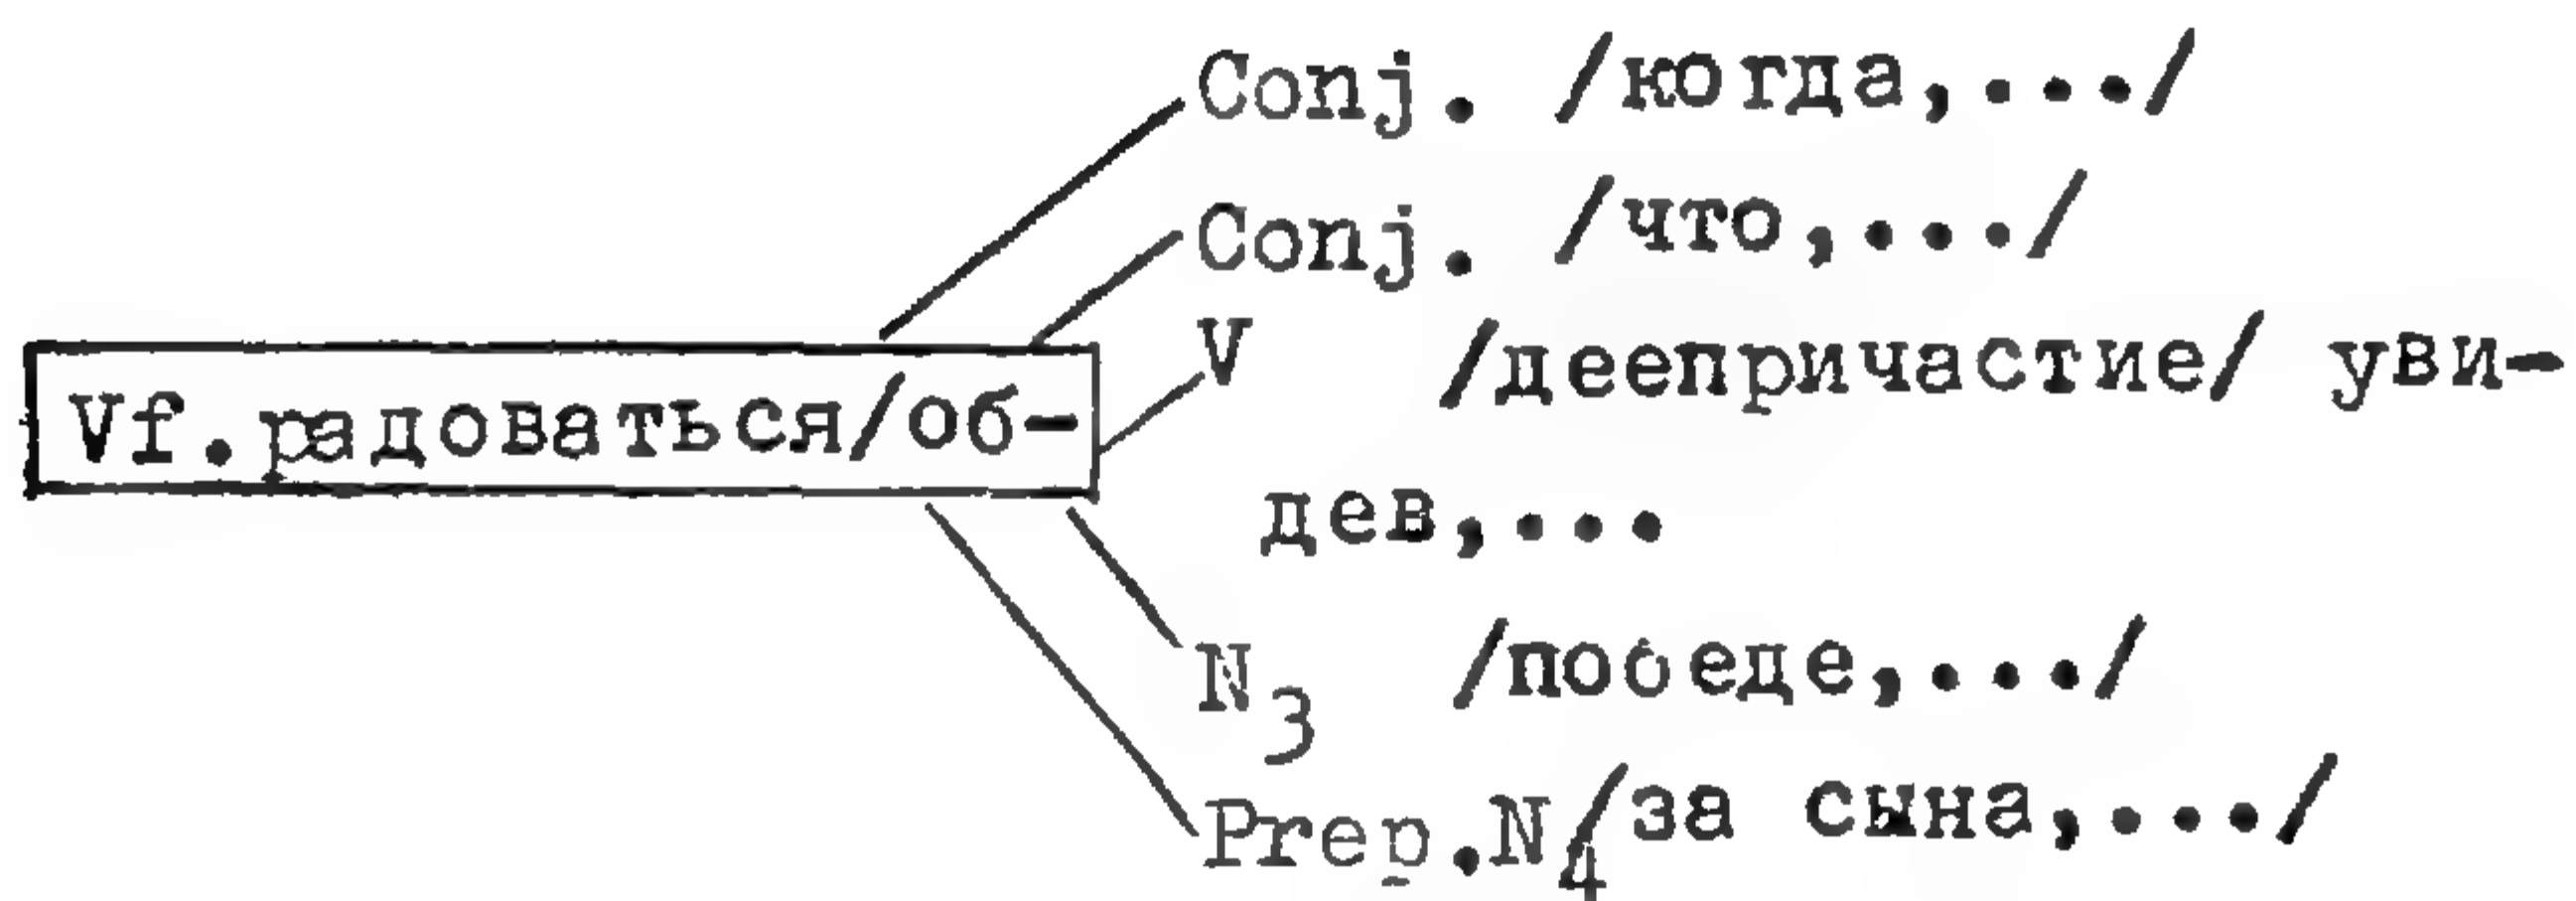 Conj. /когда,.../
Conj. /что,.../
V /деепричастие/ уви-
Vf.радоваться/об-
дев,...
N₃ /победе,.../
Prep.N₄/за сына,.../